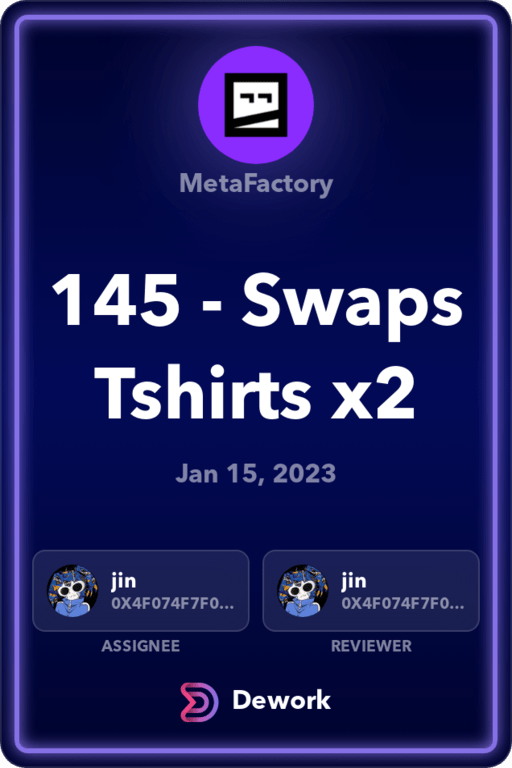 MetaFactory
145 - Swaps
Tshirts x2
Jan 15, 2023
jin
0X4F074F7F0...
ASSIGNEE
jin
0X4F074F7F0...
REVIEWER
Dework